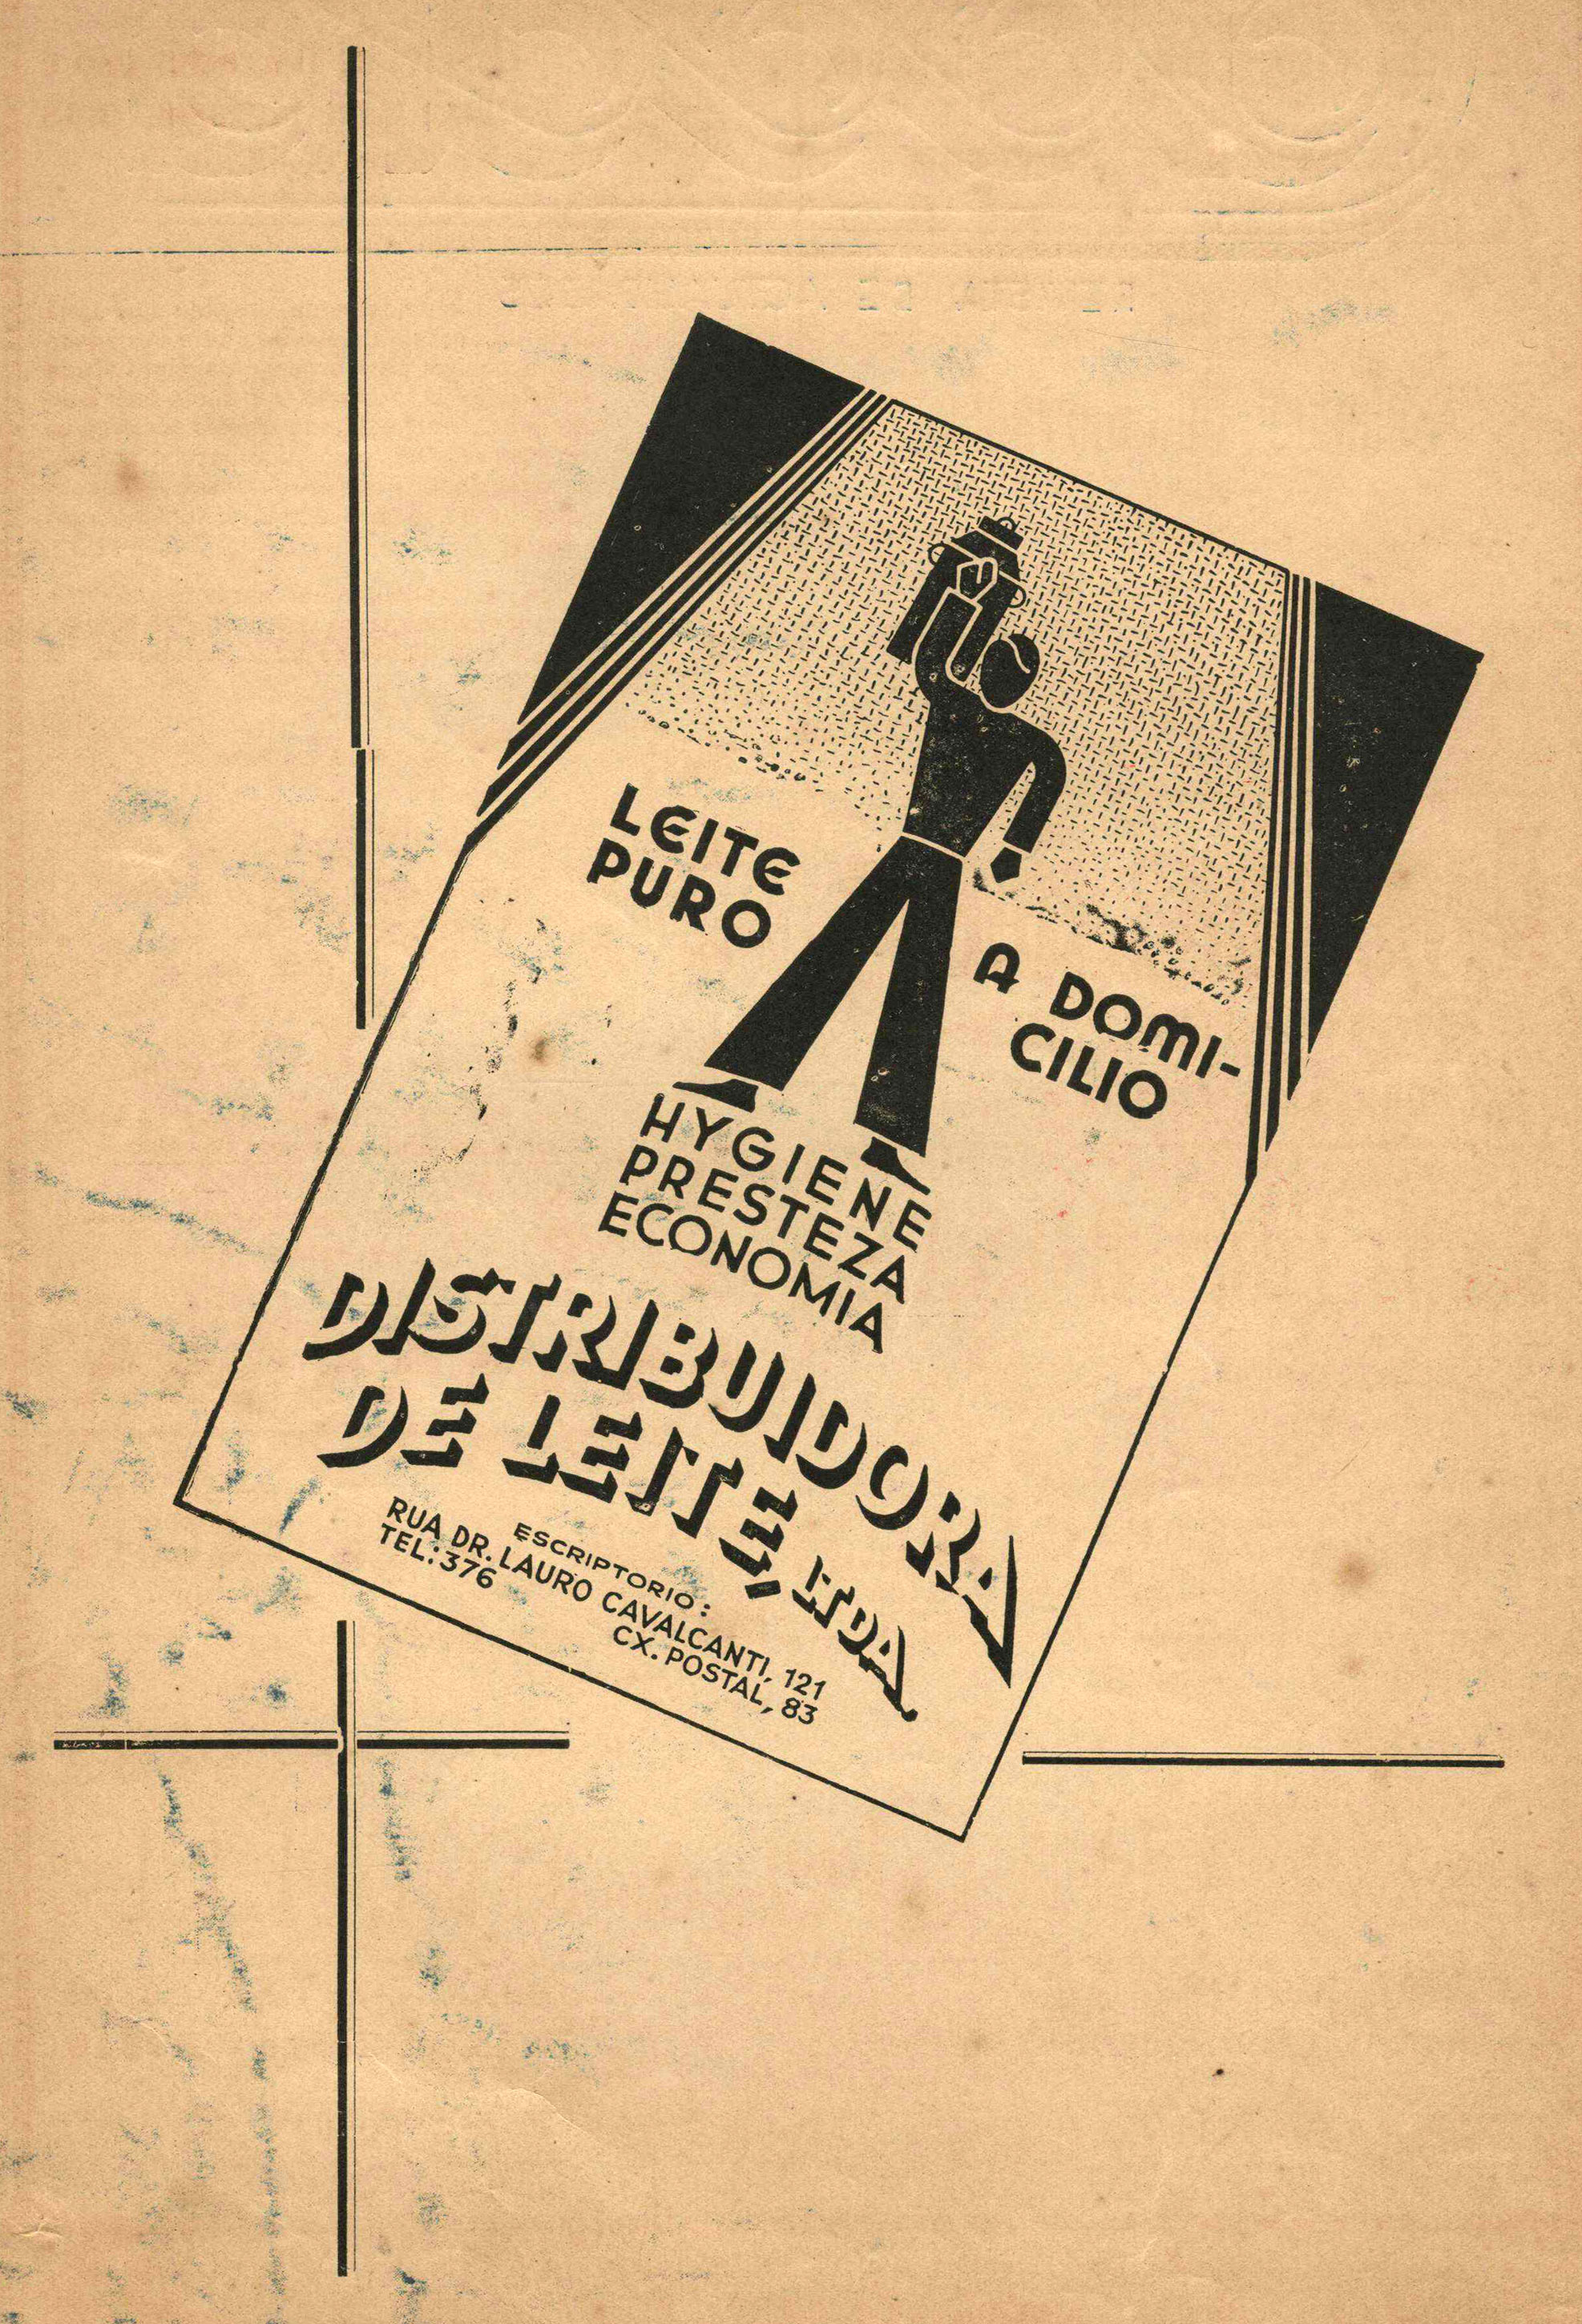 LEITE
PURO
A DOMI-
CILIO
HYGIENE
PRESTEZA
ECONOMIA
DISTRIBUIDORA
DE LEITE, LTDA.
ESCRIPTORIO:
RUA DR. LAURO CAVALCANTI, 121
TEL: 376
CX. POSTAL, 83